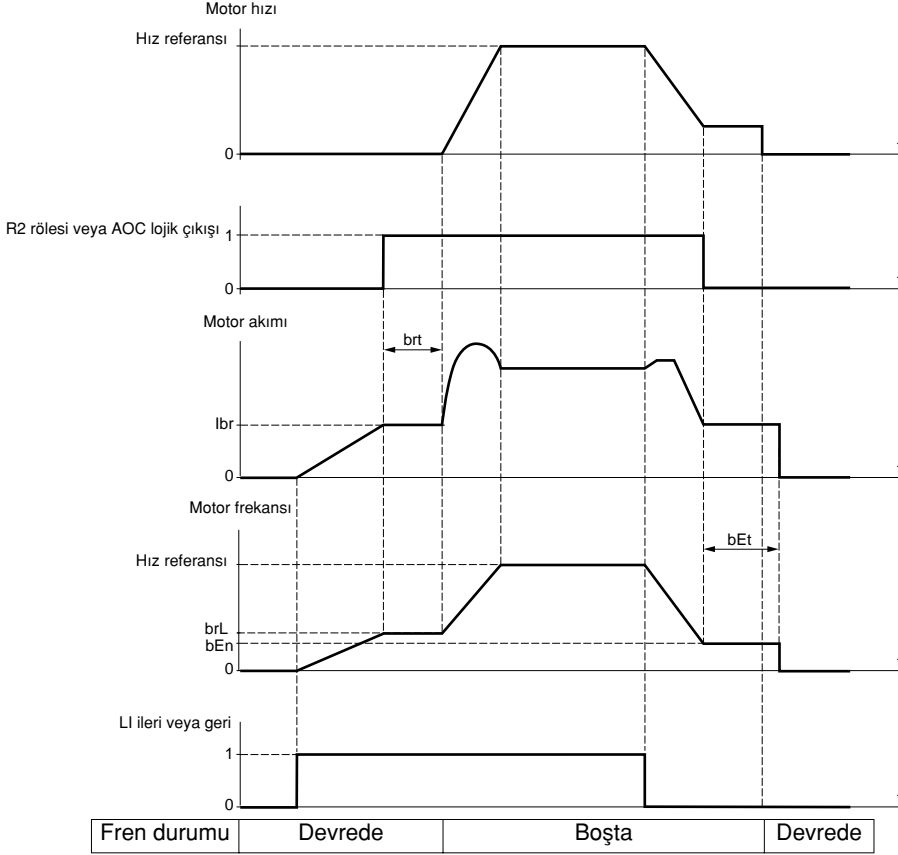 Motor hızı
Hız referansı
0
R2 rölesi veya AOC lojik çıkışı 1
0
Motor akımı
brt
Ibr
0
Motor frekansı
bEt
Hız referansı
brL
bEn
0
LI ileri veya geri
1
0
Fren durumu Devrede Boşta Devrede